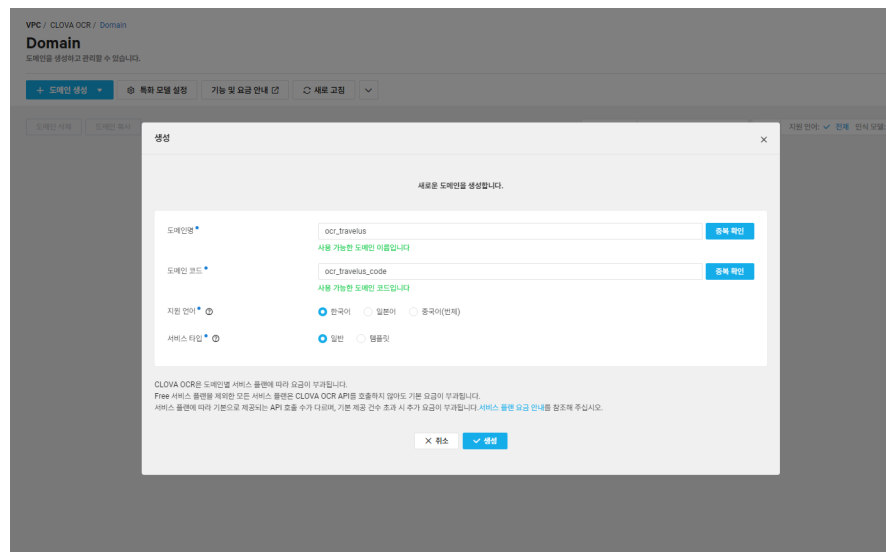 VPC / CLOVA OCR / Domain
Domain
도메인을 생성하고 관리할 수 있습니다.
+ 도메인 생성
특화 모델 설정
기능 및 요금 안내
새로 고침
도메인 삭제
도메인 복사
지원 언어: 전체 인식 모델
생성
새로운 도메인을 생성합니다.
도메인명
ocr_travelus
중복 확인
사용 가능한 도메인 이름입니다
도메인 코드
ocr_travelus_code
중복 확인
사용 가능한 도메인 코드입니다
지원 언어
한국어 일본어 중국어(번체)
서비스 타입
일반 템플릿
CLOVA OCR은 도메인별 서비스 플랜에 따라 요금이 부과됩니다.
Free 서비스 플랜을 제외한 모든 서비스 플랜은 CLOVA OCR API를 호출하지 않아도 기본 요금이 부과됩니다.
서비스 플랜에 따라 기본으로 제공되는 API 호출 수가 다르며, 기본 제공 건수 초과 시 추가 요금이 부과됩니다.서비스 플랜 요금 안내를 참조해 주십시오.
취소
생성